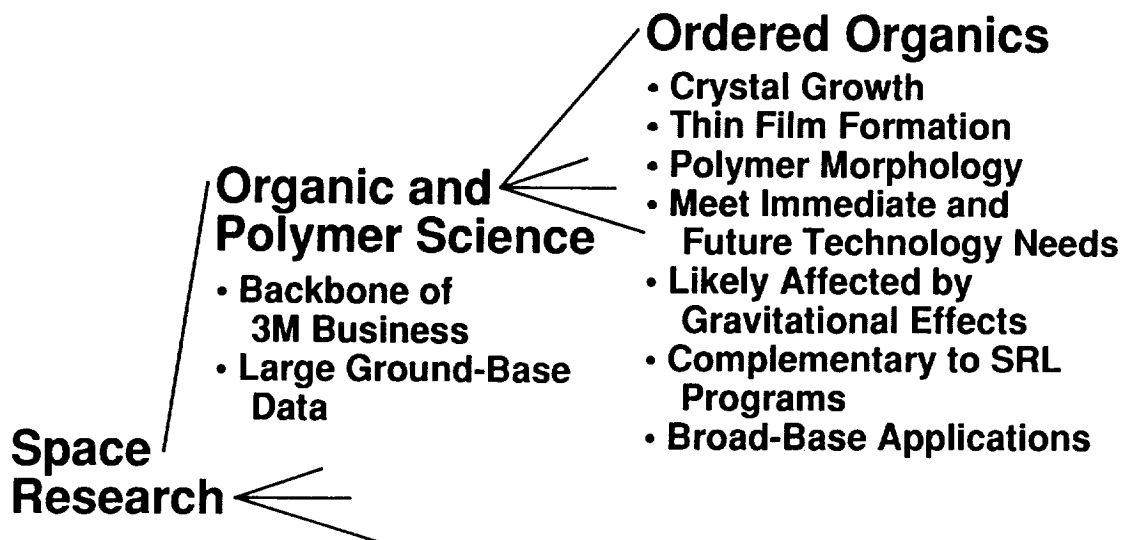 Ordered Organics
• Crystal Growth
• Thin Film Formation
• Polymer Morphology
• Meet Immediate and
Future Technology Needs
• Likely Affected by
Gravitational Effects
• Complementary to SRL
Programs
• Broad-Base Applications
Organic and
Polymer Science
• Backbone of
3M Business
• Large Ground-Base
Data
Space
Research